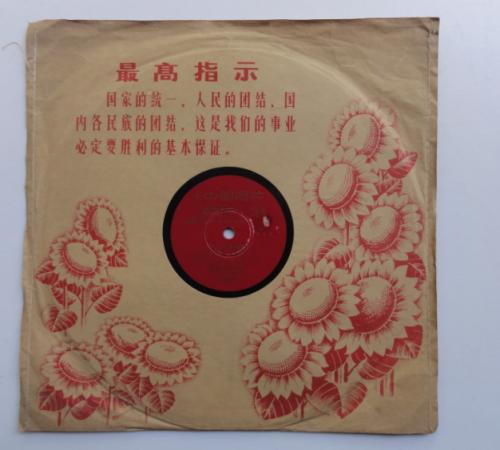 最高指示
国家的统一，人民的团结，国
内各民族的团结，这是我们的事业
必定要胜利的基本保证。